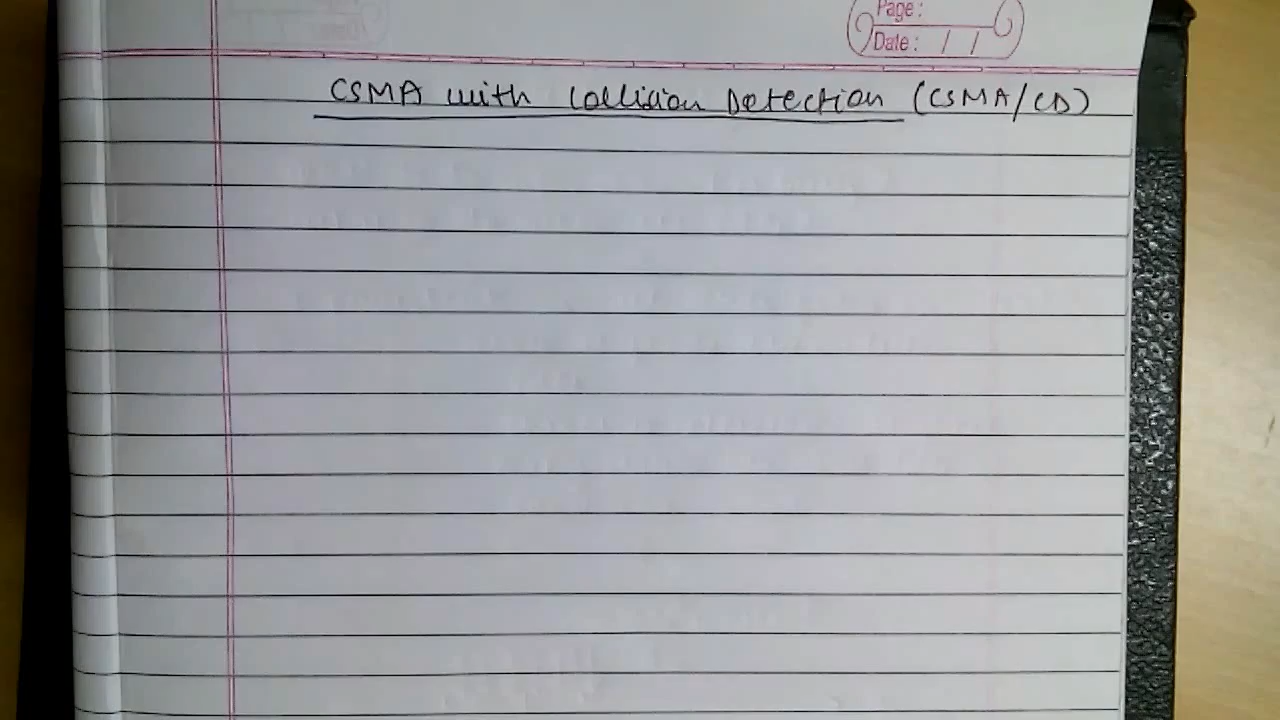 Page :
Date : / /
CSMA with Collision Detection (CSMA/CD)